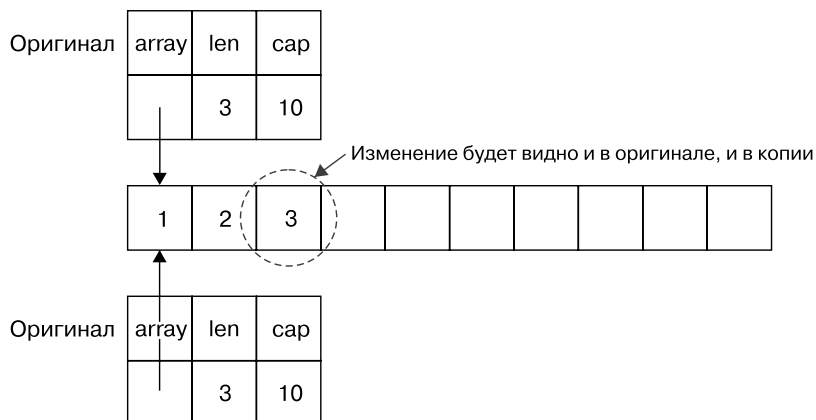 Оригинал array len cap
3 10
Изменение будет видно и в оригинале, и в копии
1 2 3
Оригинал array len cap
3 10